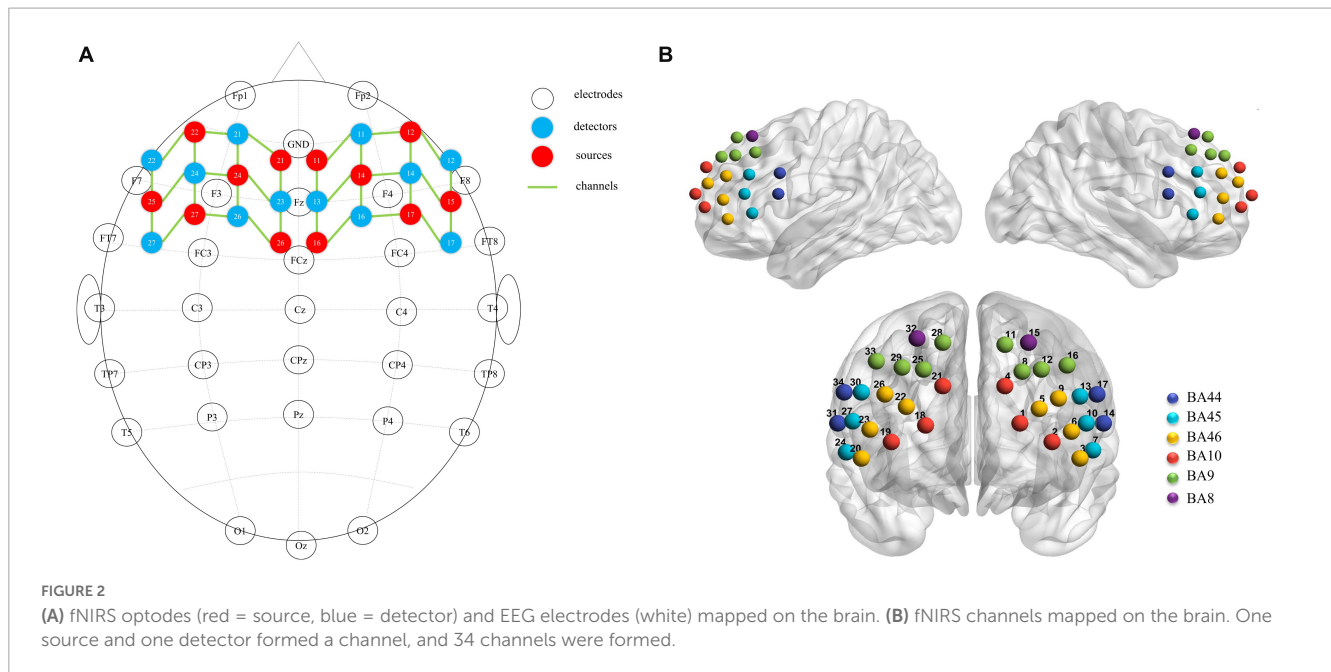 A
Fp1
Fp2
electrodes
detectors
sources
channels
22
21
11
12
GND
22
21
11
12
24
24
14
14
F7
F3
F4
F8
25
23
Fz
13
15
27
26
16
17
27
26
16
17
FT7
FC3
FCz
FC4
FT8
T3
C3
Cz
C4
T4
TP7
CP3
CPz
CP4
TP8
T5
P3
Pz
P4
T6
O1
Oz
O2
B
32
28
11
15
33
29
25
8
12
16
21
4
34
30
26
9
13
17
22
5
31
27
23
18
1
6
10
14
19
2
24
20
3
7
BA44
BA45
BA46
BA10
BA9
BA8
FIGURE 2
(A) fNIRS optodes (red = source, blue = detector) and EEG electrodes (white) mapped on the brain. (B) fNIRS channels mapped on the brain. One
source and one detector formed a channel, and 34 channels were formed.